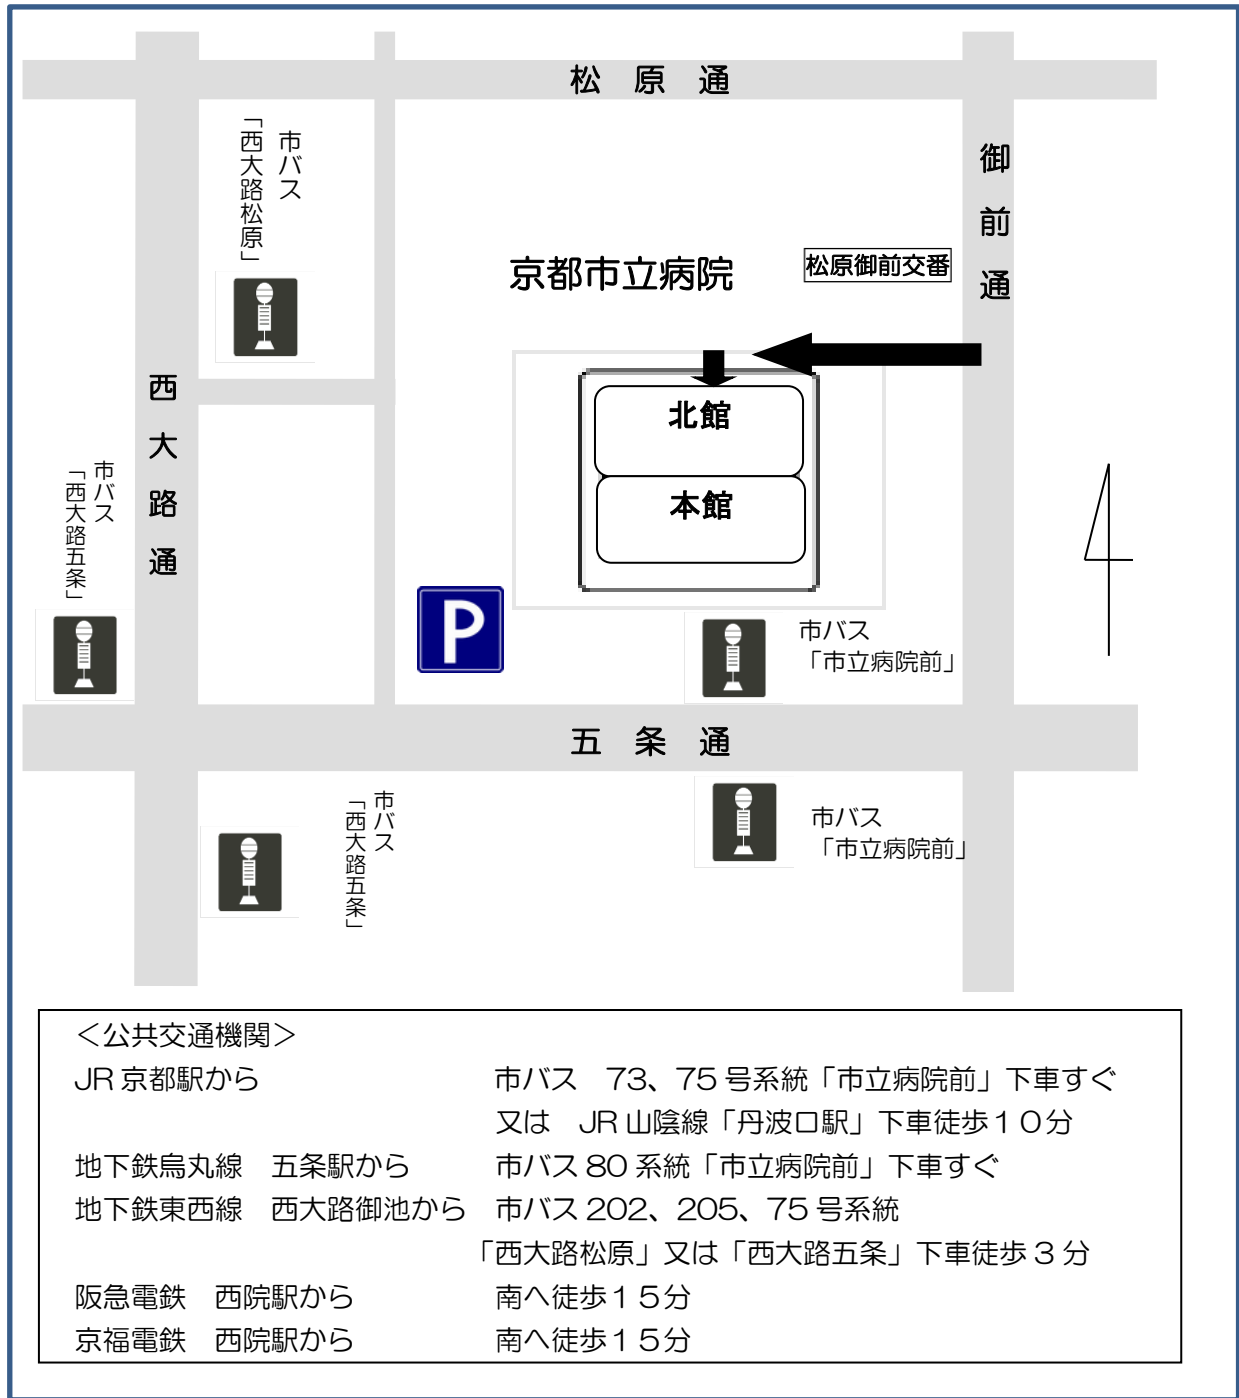 松 原 通
市バス
「西大路松原」
御前通
京都市立病院
松原御前交番
西大路通
北館
本館
市バス
「西大路五条」
P
市バス
「市立病院前」
五 条 通
市バス
「西大路五条」
市バス
「市立病院前」
＜公共交通機関＞
JR 京都駅から 市バス 73、75 号系統「市立病院前」下車すぐ
又は JR 山陰線「丹波口駅」下車徒歩１０分
地下鉄烏丸線 五条駅から 市バス 80 系統「市立病院前」下車すぐ
地下鉄東西線 西大路御池から 市バス 202、205、75 号系統
「西大路松原」又は「西大路五条」下車徒歩 3 分
阪急電鉄 西院駅から 南へ徒歩１５分
京福電鉄 西院駅から 南へ徒歩１５分